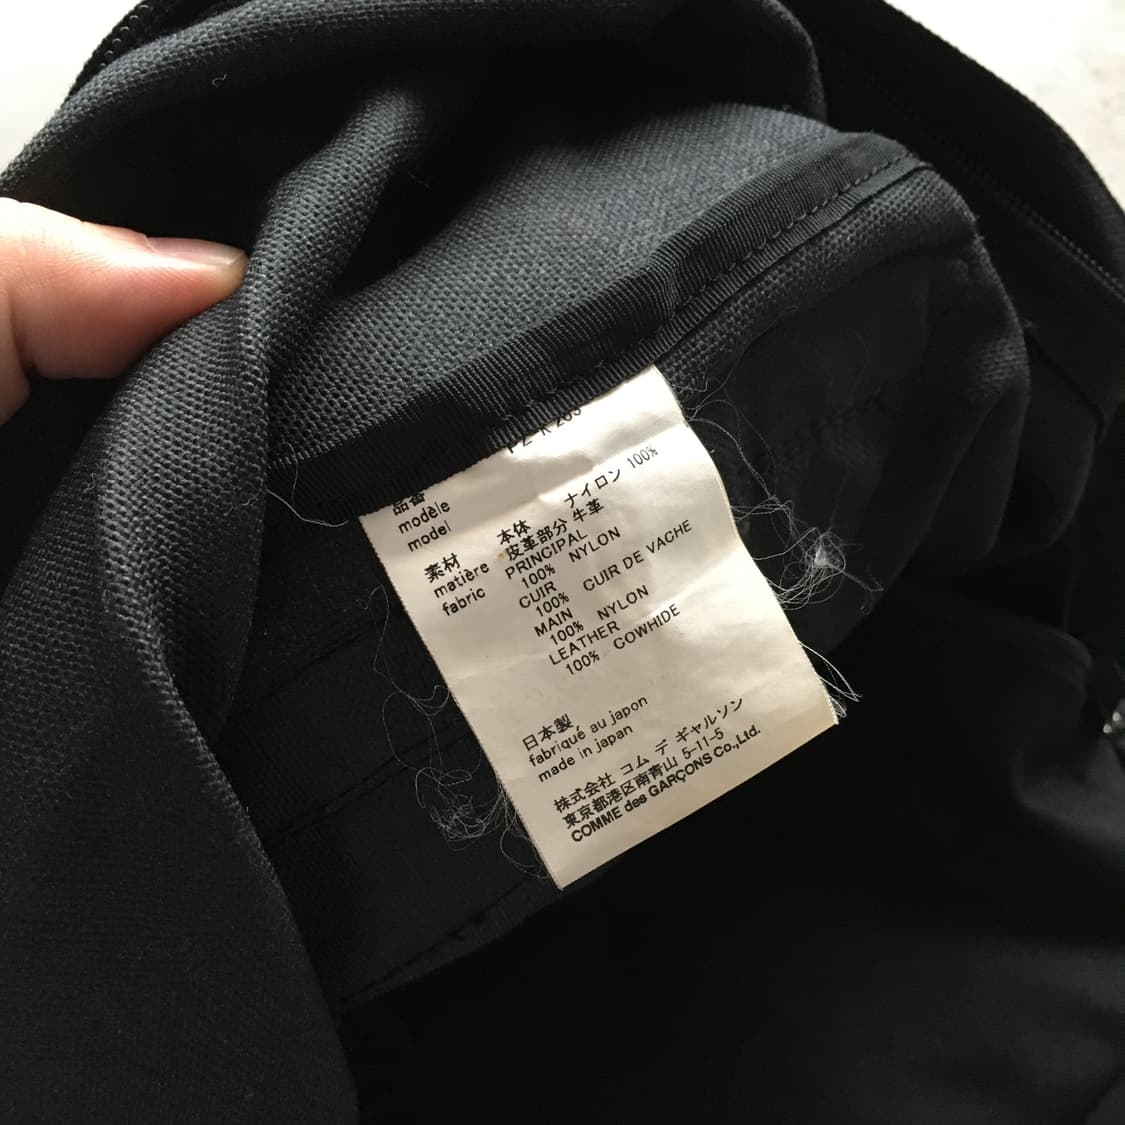 PZ-K 203
品番
modèle
model
素材 本体 ナイロン 100%
matière 皮革部分 牛革
fabric PRINCIPAL
100% NYLON
CUIR
100% CUIR DE VACHE
MAIN
100% NYLON
LEATHER
100% COWHIDE
日本製
fabriqué au japon
made in japan
株式会社 コム デ ギャルソン
東京都港区南青山 5-11-5
COMME des GARÇONS Co.,Ltd.